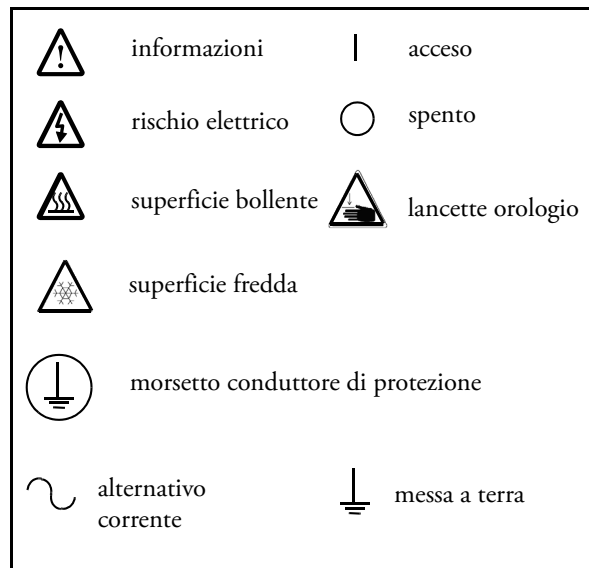 informazioni
acceso
rischio elettrico
spento
superficie bollente
lancette orologio
superficie fredda
morsetto conduttore di protezione
alternativo
corrente
messa a terra